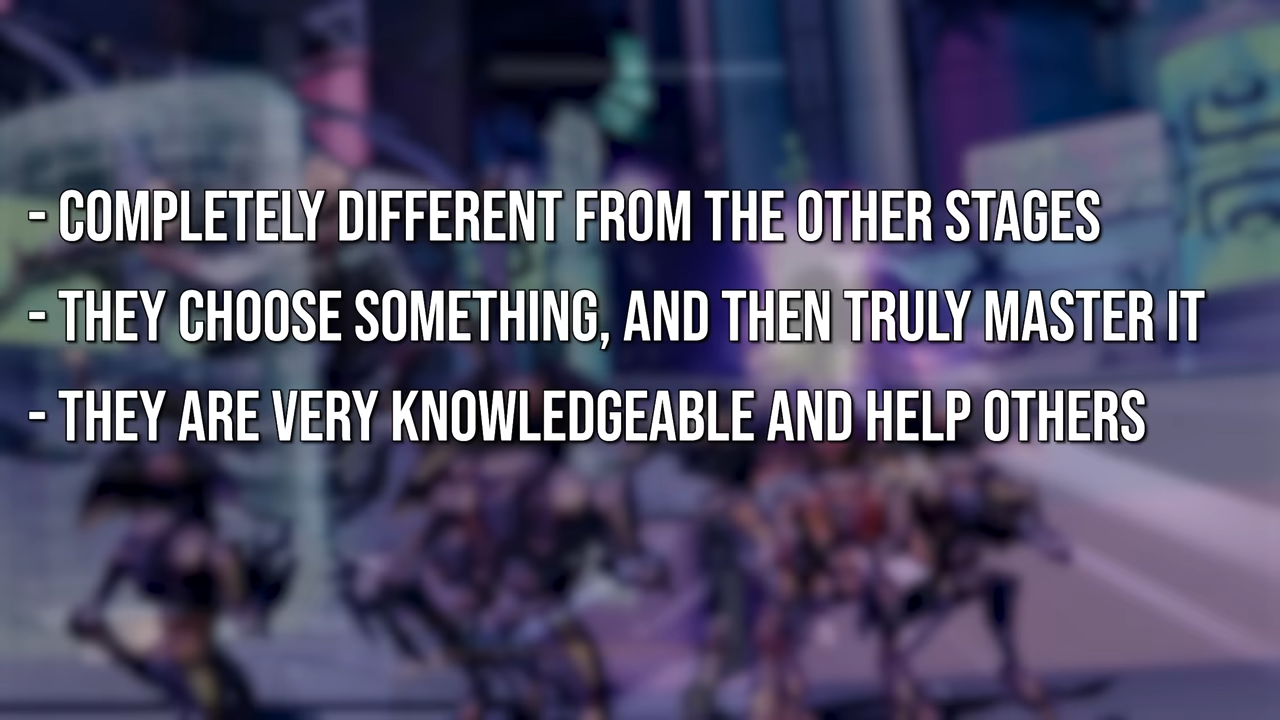 - COMPLETELY DIFFERENT FROM THE OTHER STAGES
- THEY CHOOSE SOMETHING, AND THEN TRULY MASTER IT
- THEY ARE VERY KNOWLEDGEABLE AND HELP OTHERS